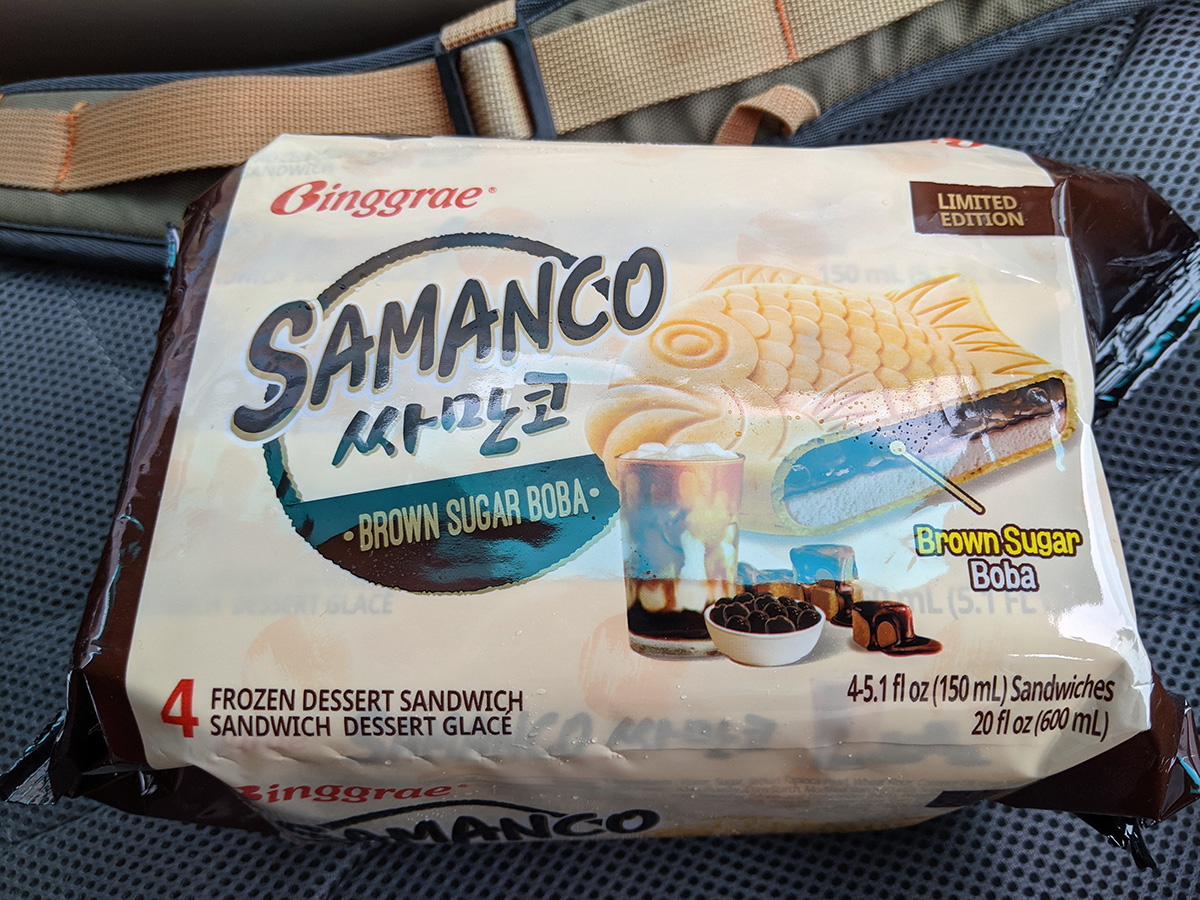 Binggrae
LIMITED
EDITION
SAMANCO
싸만코
• BROWN SUGAR BOBA •
Brown Sugar
Boba
4 FROZEN DESSERT SANDWICH
SANDWICH DESSERT GLACÉ
4-5.1 fl oz (150 mL) Sandwiches
20 fl oz (600 mL)
Binggrae
SAMANCO